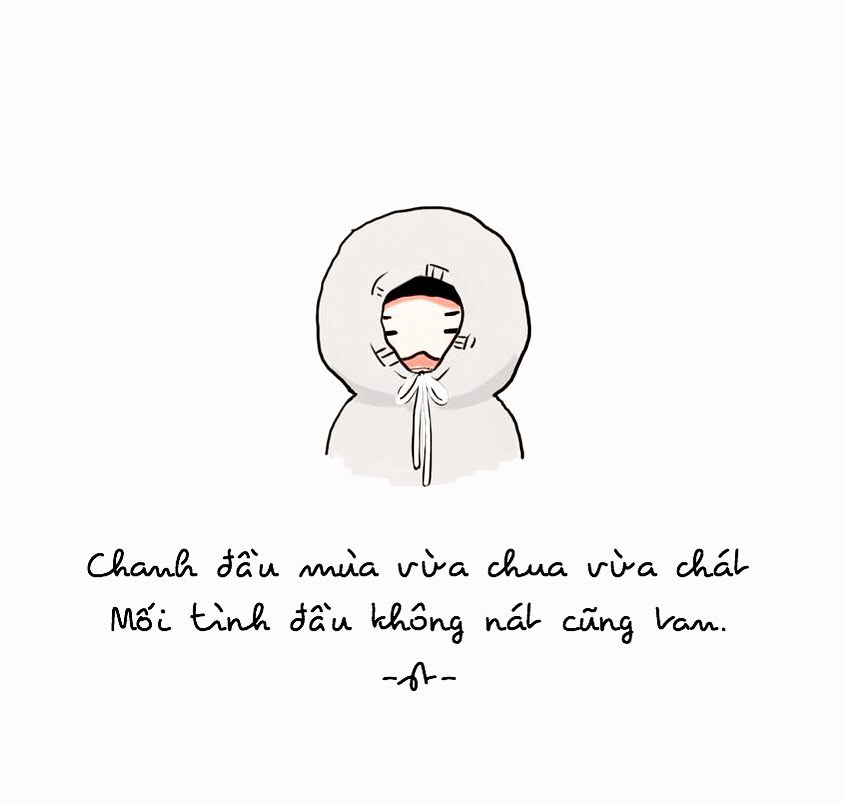 Chanh đầu mùa vừa chua vừa chát
Mối tình đầu không nát cũng tan.